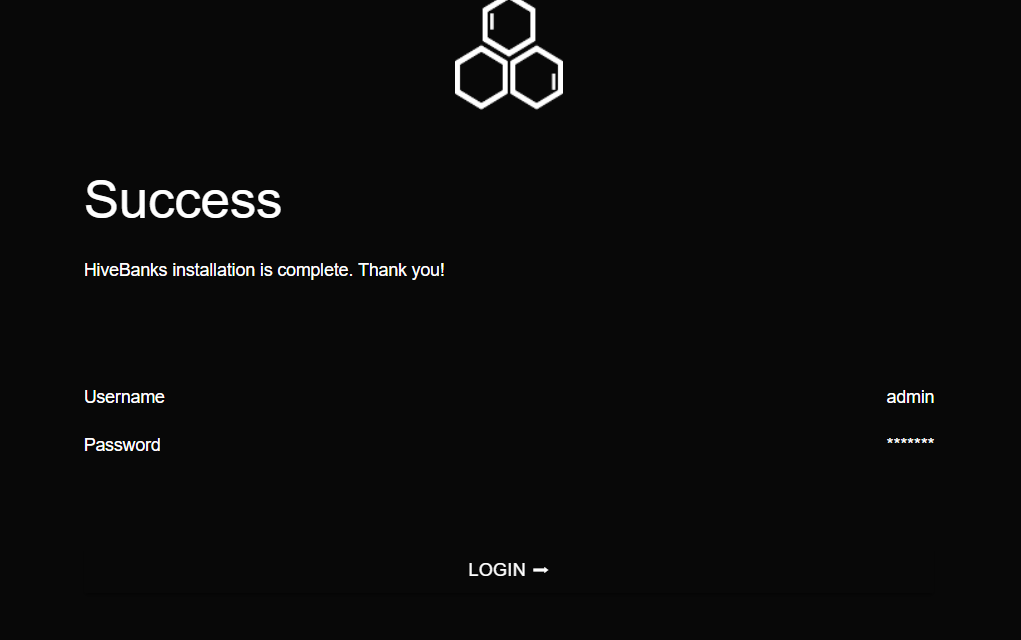 Success
HiveBanks installation is complete. Thank you!
Username admin
Password *******
LOGIN ➞